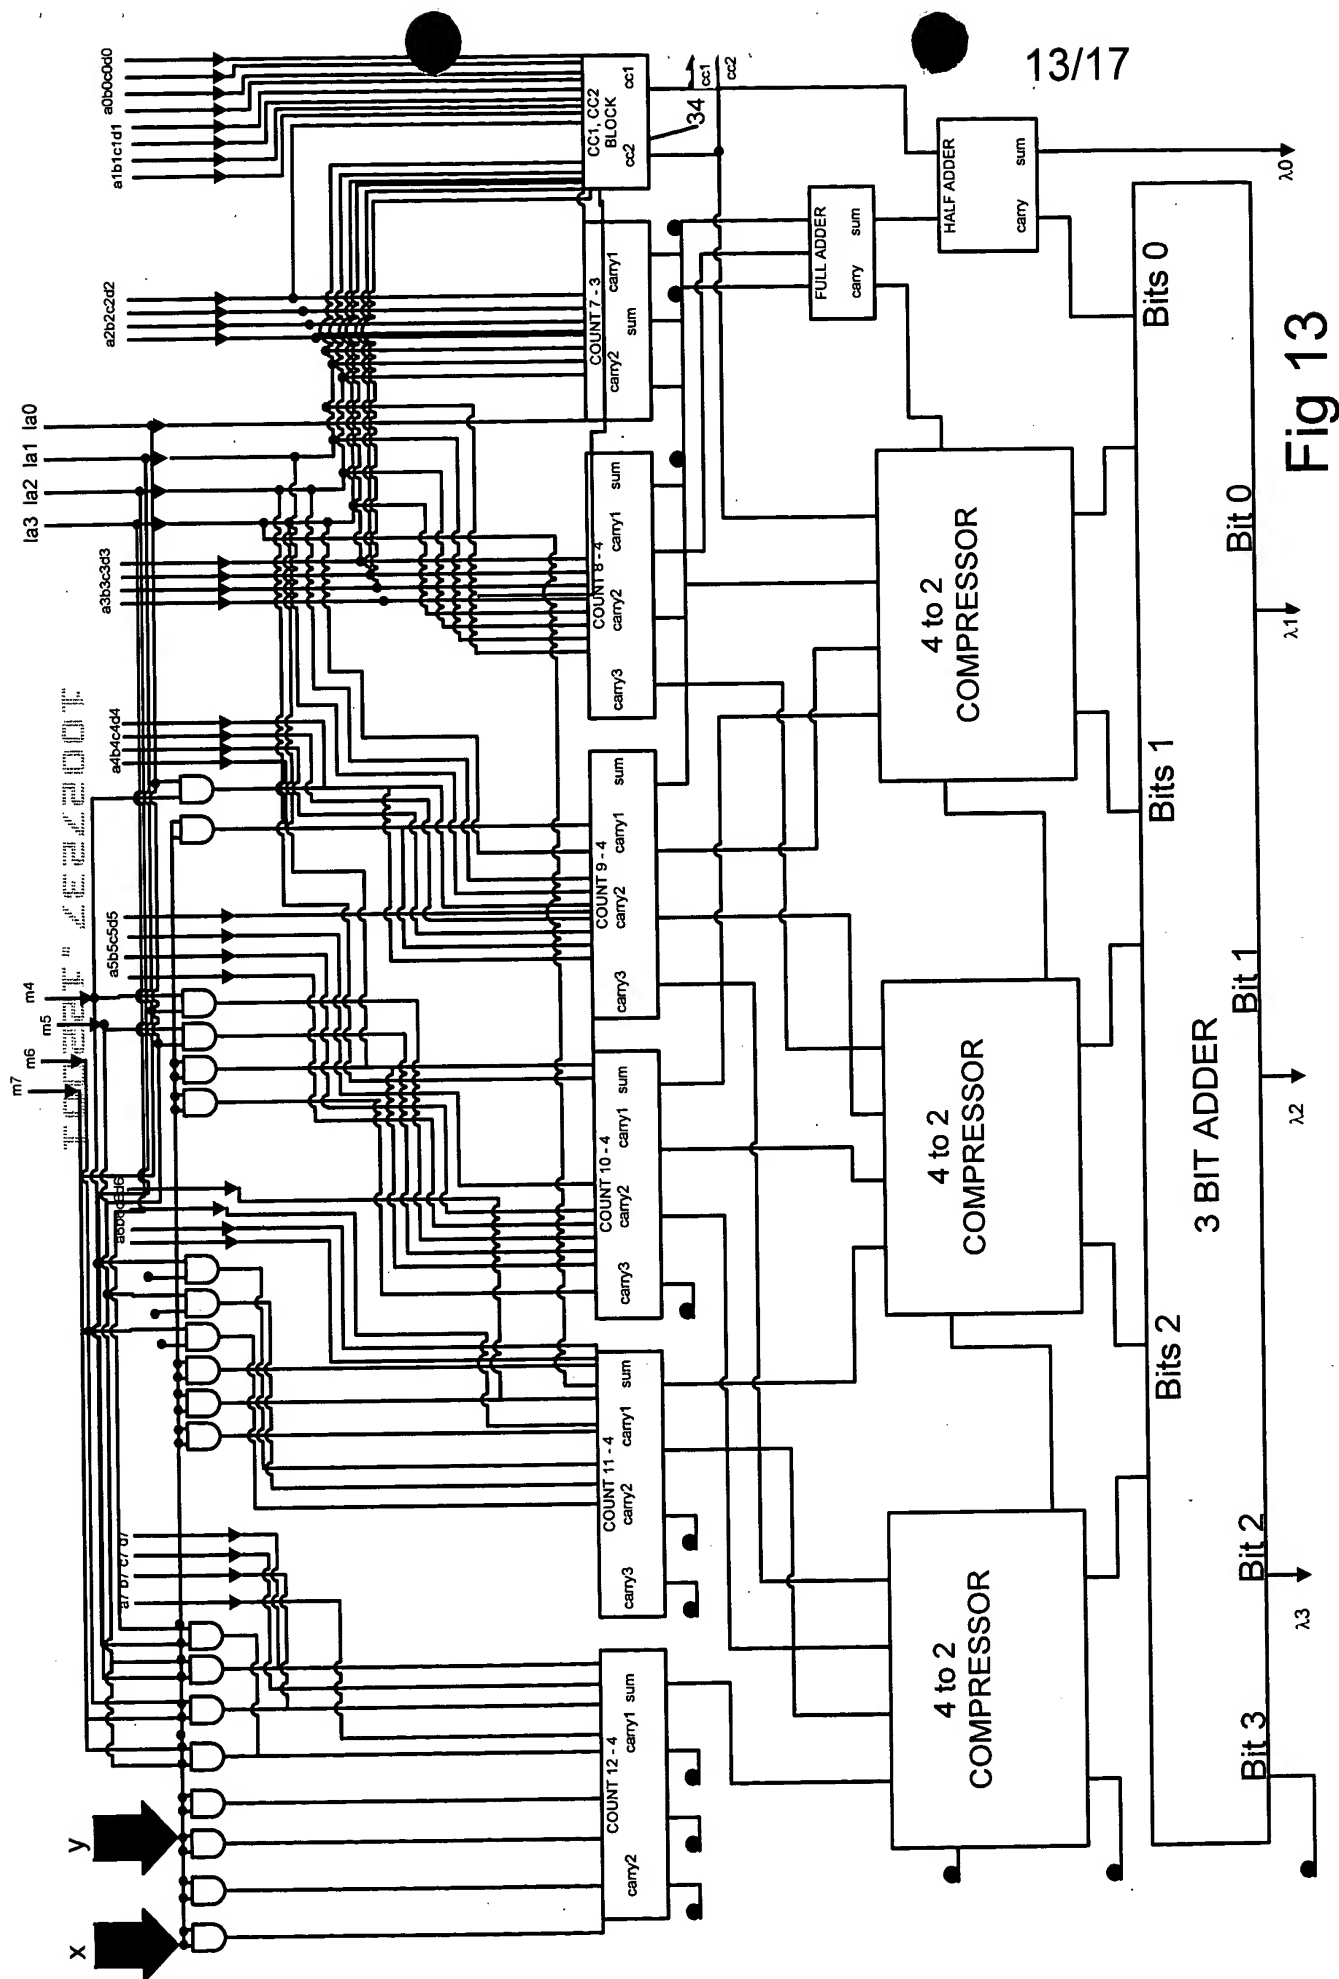 13/17
Fig 13
x
y
m7
m6
m5
m4
la3
la2
la1
la0
a7 b7 c7 d7
a5b5c5d5
a4b4c4d4
a3b3c3d3
a2b2c2d2
a1b1c1d1
a0b0c0d0
COUNT 12 - 4
carry2
carry1
sum
COUNT 11 - 4
carry3
carry2
carry1
sum
COUNT 10 - 4
carry3
carry2
carry1
sum
COUNT 9 - 4
carry3
carry2
carry1
sum
COUNT 8 - 4
carry3
carry2
carry1
sum
COUNT 7 - 3
carry2
sum
carry1
CC1, CC2
BLOCK
cc2
cc1
34
cc1
cc2
FULL ADDER
carry
sum
HALF ADDER
carry
sum
4 to 2
COMPRESSOR
4 to 2
COMPRESSOR
4 to 2
COMPRESSOR
Bits 2
Bits 1
Bits 0
3 BIT ADDER
Bit 3
Bit 2
Bit 1
Bit 0
λ3
λ2
λ1
λ0